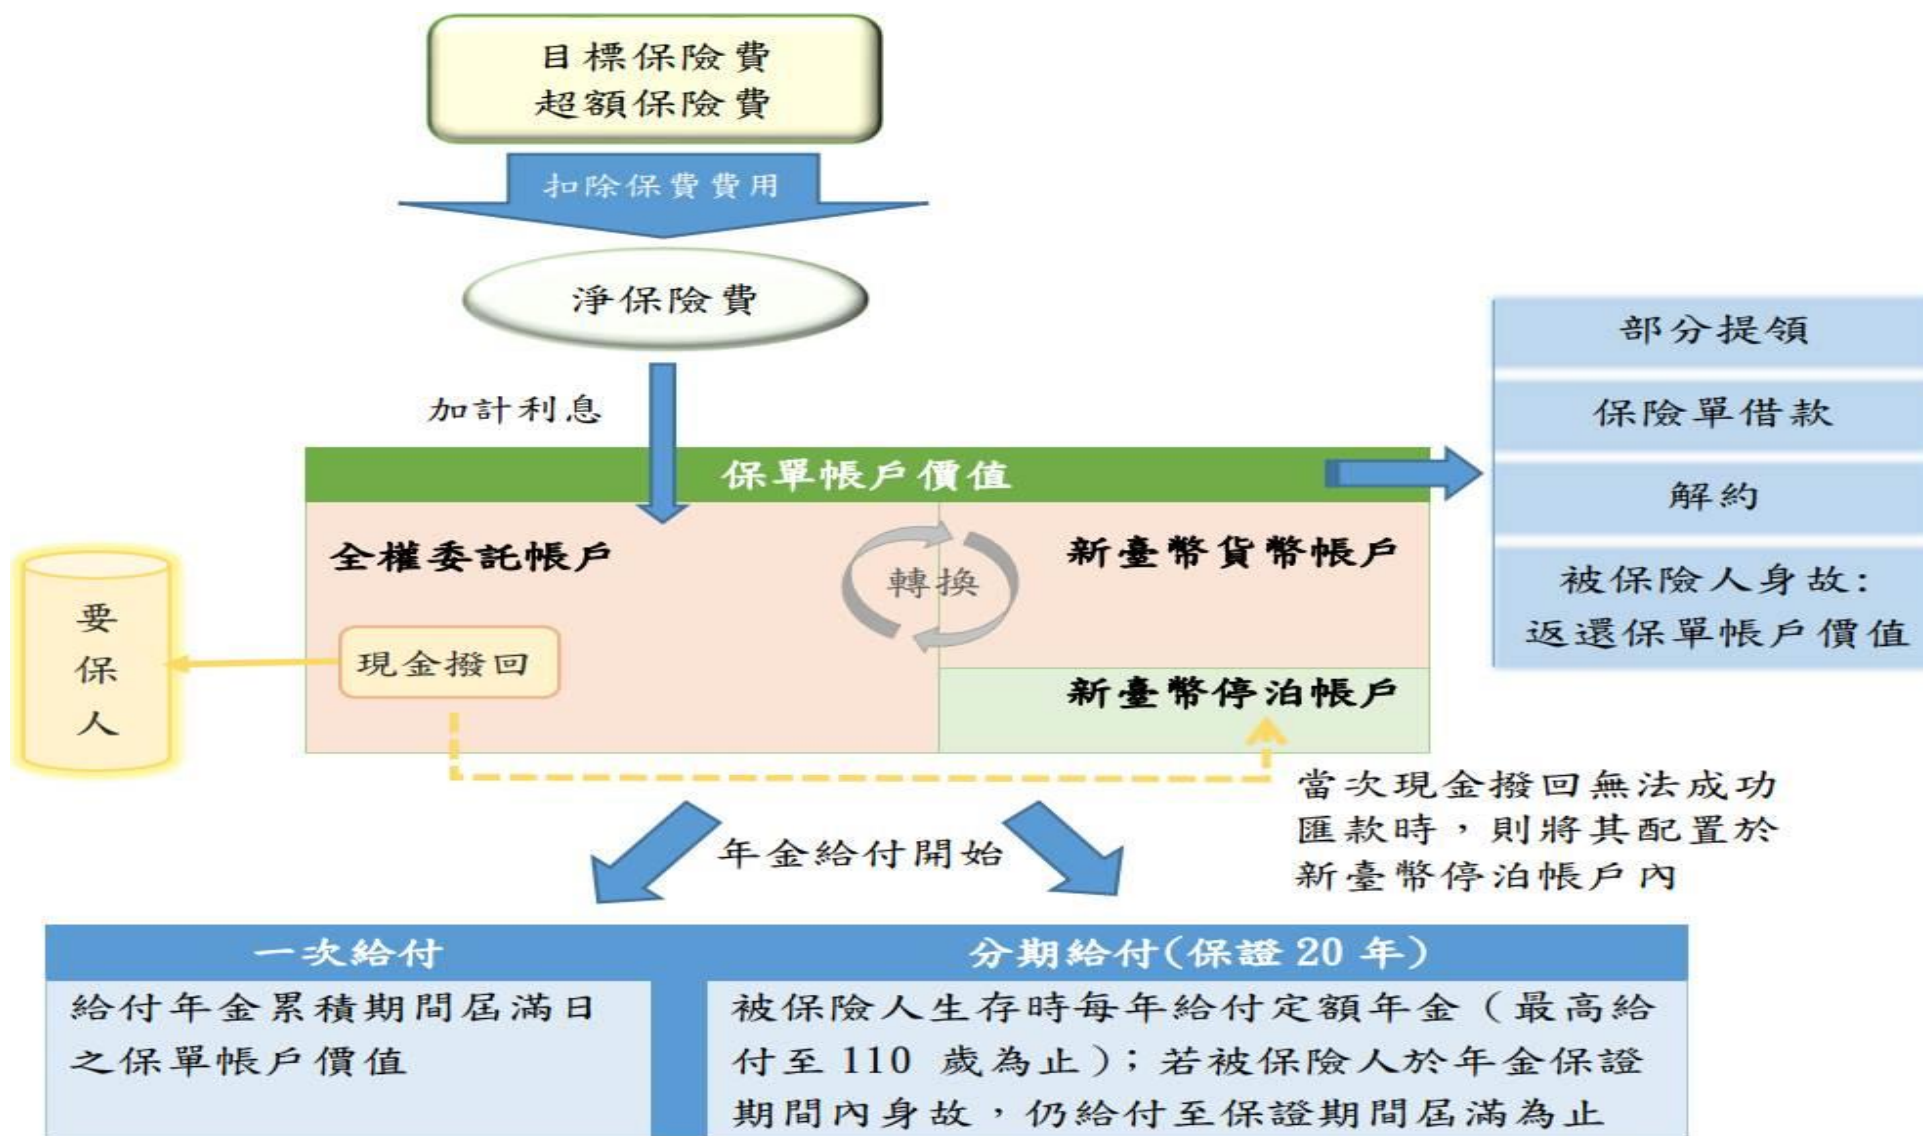 目標保險費
超額保險費
扣除保費費用
淨保險費
加計利息
保單帳戶價值
全權委託帳戶
轉換
新臺幣貨幣帳戶
新臺幣停泊帳戶
現金撥回
要
保
人
部分提領
保險單借款
解約
被保險人身故:
返還保單帳戶價值
當次現金撥回無法成功
匯款時,則將其配置於
新臺幣停泊帳戶內
年金給付開始
一次給付
給付年金累積期間屆滿日
之保單帳戶價值
分期給付(保證 20 年)
被保險人生存時每年給付定額年金(最高給
付至 110 歲為止);若被保險人於年金保證
期間內身故,仍給付至保證期間屆滿為止